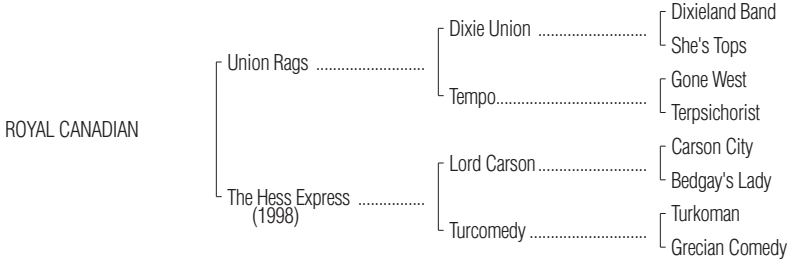 Dixieland Band
Dixie Union ..........................
She's Tops
Union Rags ..........................
Gone West
Tempo....................................
Terpsichorist
ROYAL CANADIAN
Carson City
Lord Carson..........................
Bedgay's Lady
The Hess Express ................
(1998)
Turkoman
Turcomedy ............................
Grecian Comedy